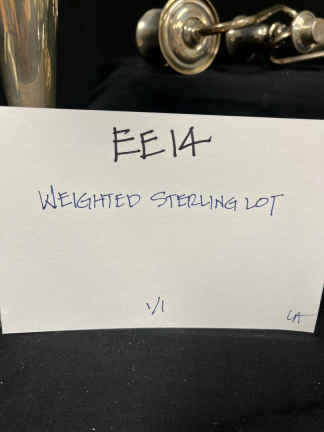 EE14
WEIGHTED STERLING LOT
1/1
LA